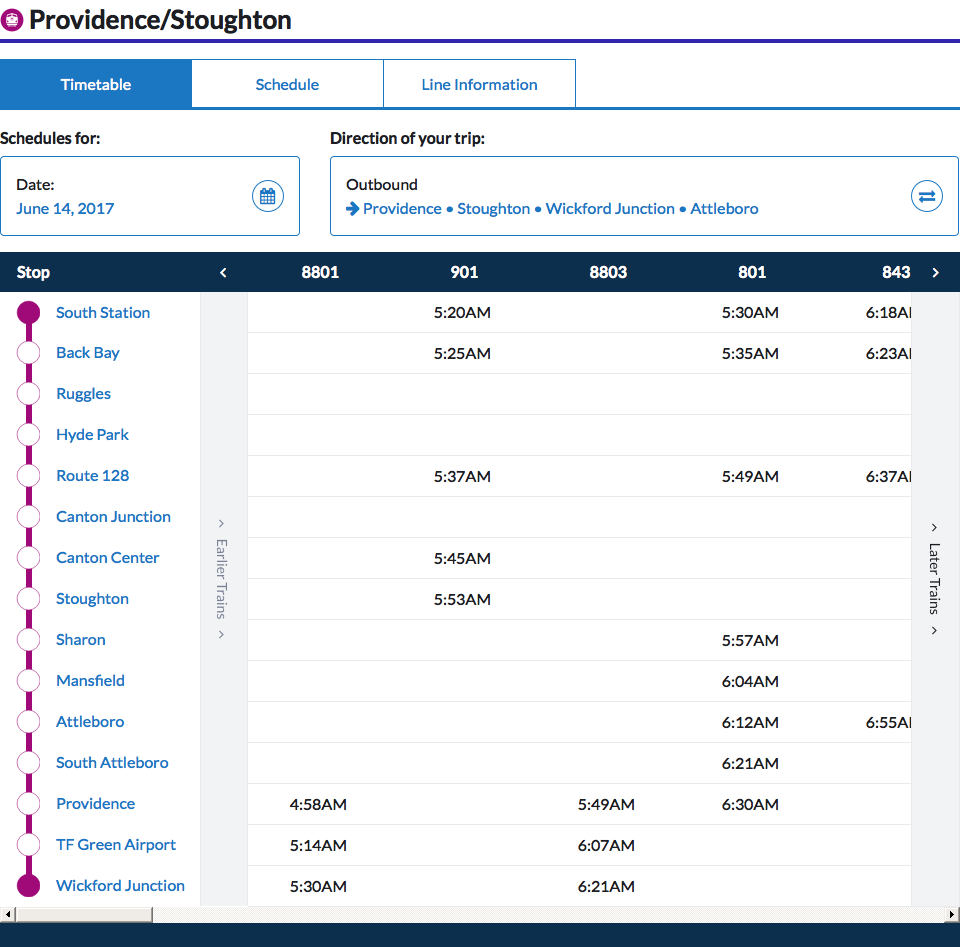 Providence/Stoughton
Timetable Schedule Line Information
Schedules for: Direction of your trip:
Date: Outbound
June 14, 2017 Providence • Stoughton • Wickford Junction • Attleboro
Stop 8801 901 8803 801 843
South Station 5:20AM 5:30AM 6:18A
Back Bay 5:25AM 5:35AM 6:23A
Ruggles
Hyde Park
Route 128 5:37AM 5:49AM 6:37A
Canton Junction
Canton Center 5:45AM
Stoughton 5:53AM
Sharon 5:57AM
Mansfield 6:04AM
Attleboro 6:12AM 6:55A
South Attleboro 6:21AM
Providence 4:58AM 5:49AM 6:30AM
TF Green Airport 5:14AM 6:07AM
Wickford Junction 5:30AM 6:21AM
Earlier Trains
Later Trains